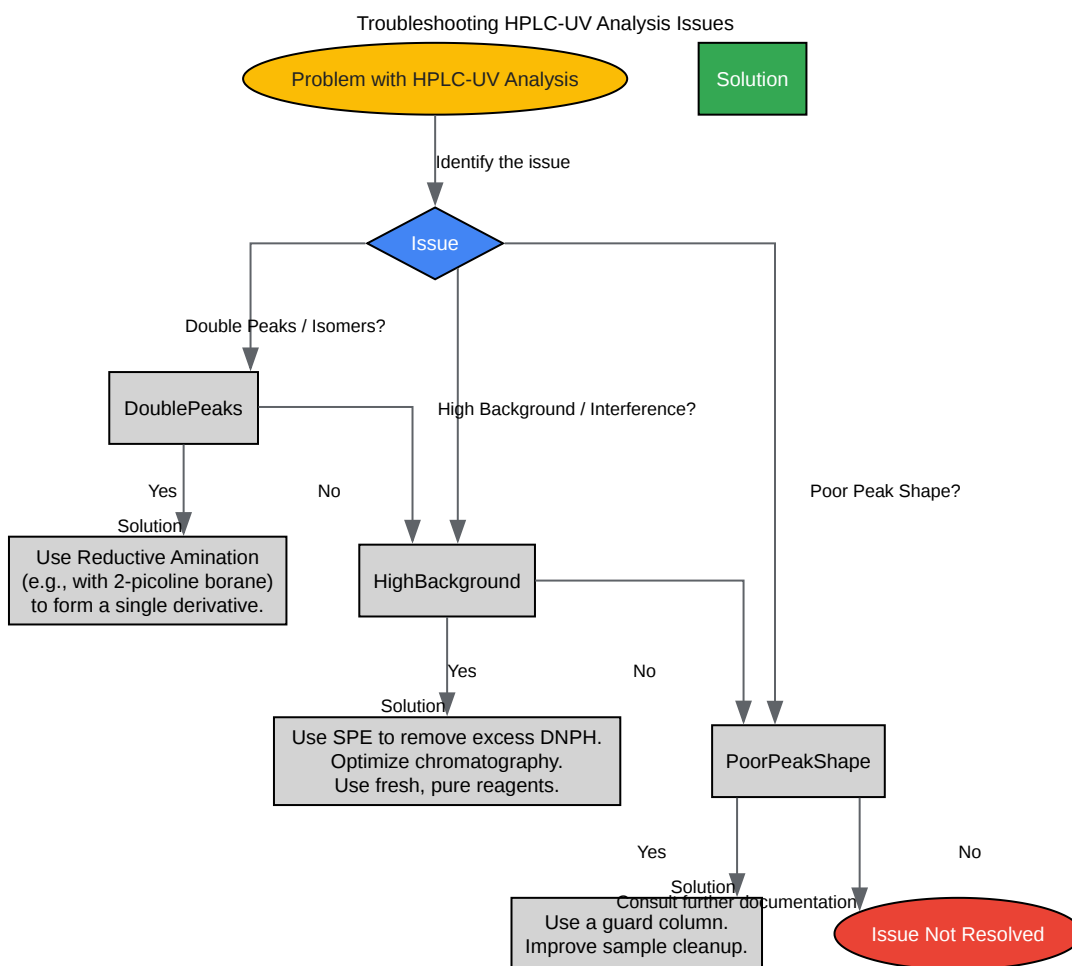 Troubleshooting HPLC-UV Analysis Issues
Problem with HPLC-UV Analysis
Solution
Identify the issue
Issue
Double Peaks / Isomers?
DoublePeaks
High Background / Interference?
Yes
No
Poor Peak Shape?
Solution
Use Reductive Amination
(e.g., with 2-picoline borane)
to form a single derivative.
HighBackground
Yes
No
Solution
Use SPE to remove excess DNPH.
Optimize chromatography.
Use fresh, pure reagents.
PoorPeakShape
Yes
No
Solution
Consult further documentation
Use a guard column.
Improve sample cleanup.
Issue Not Resolved